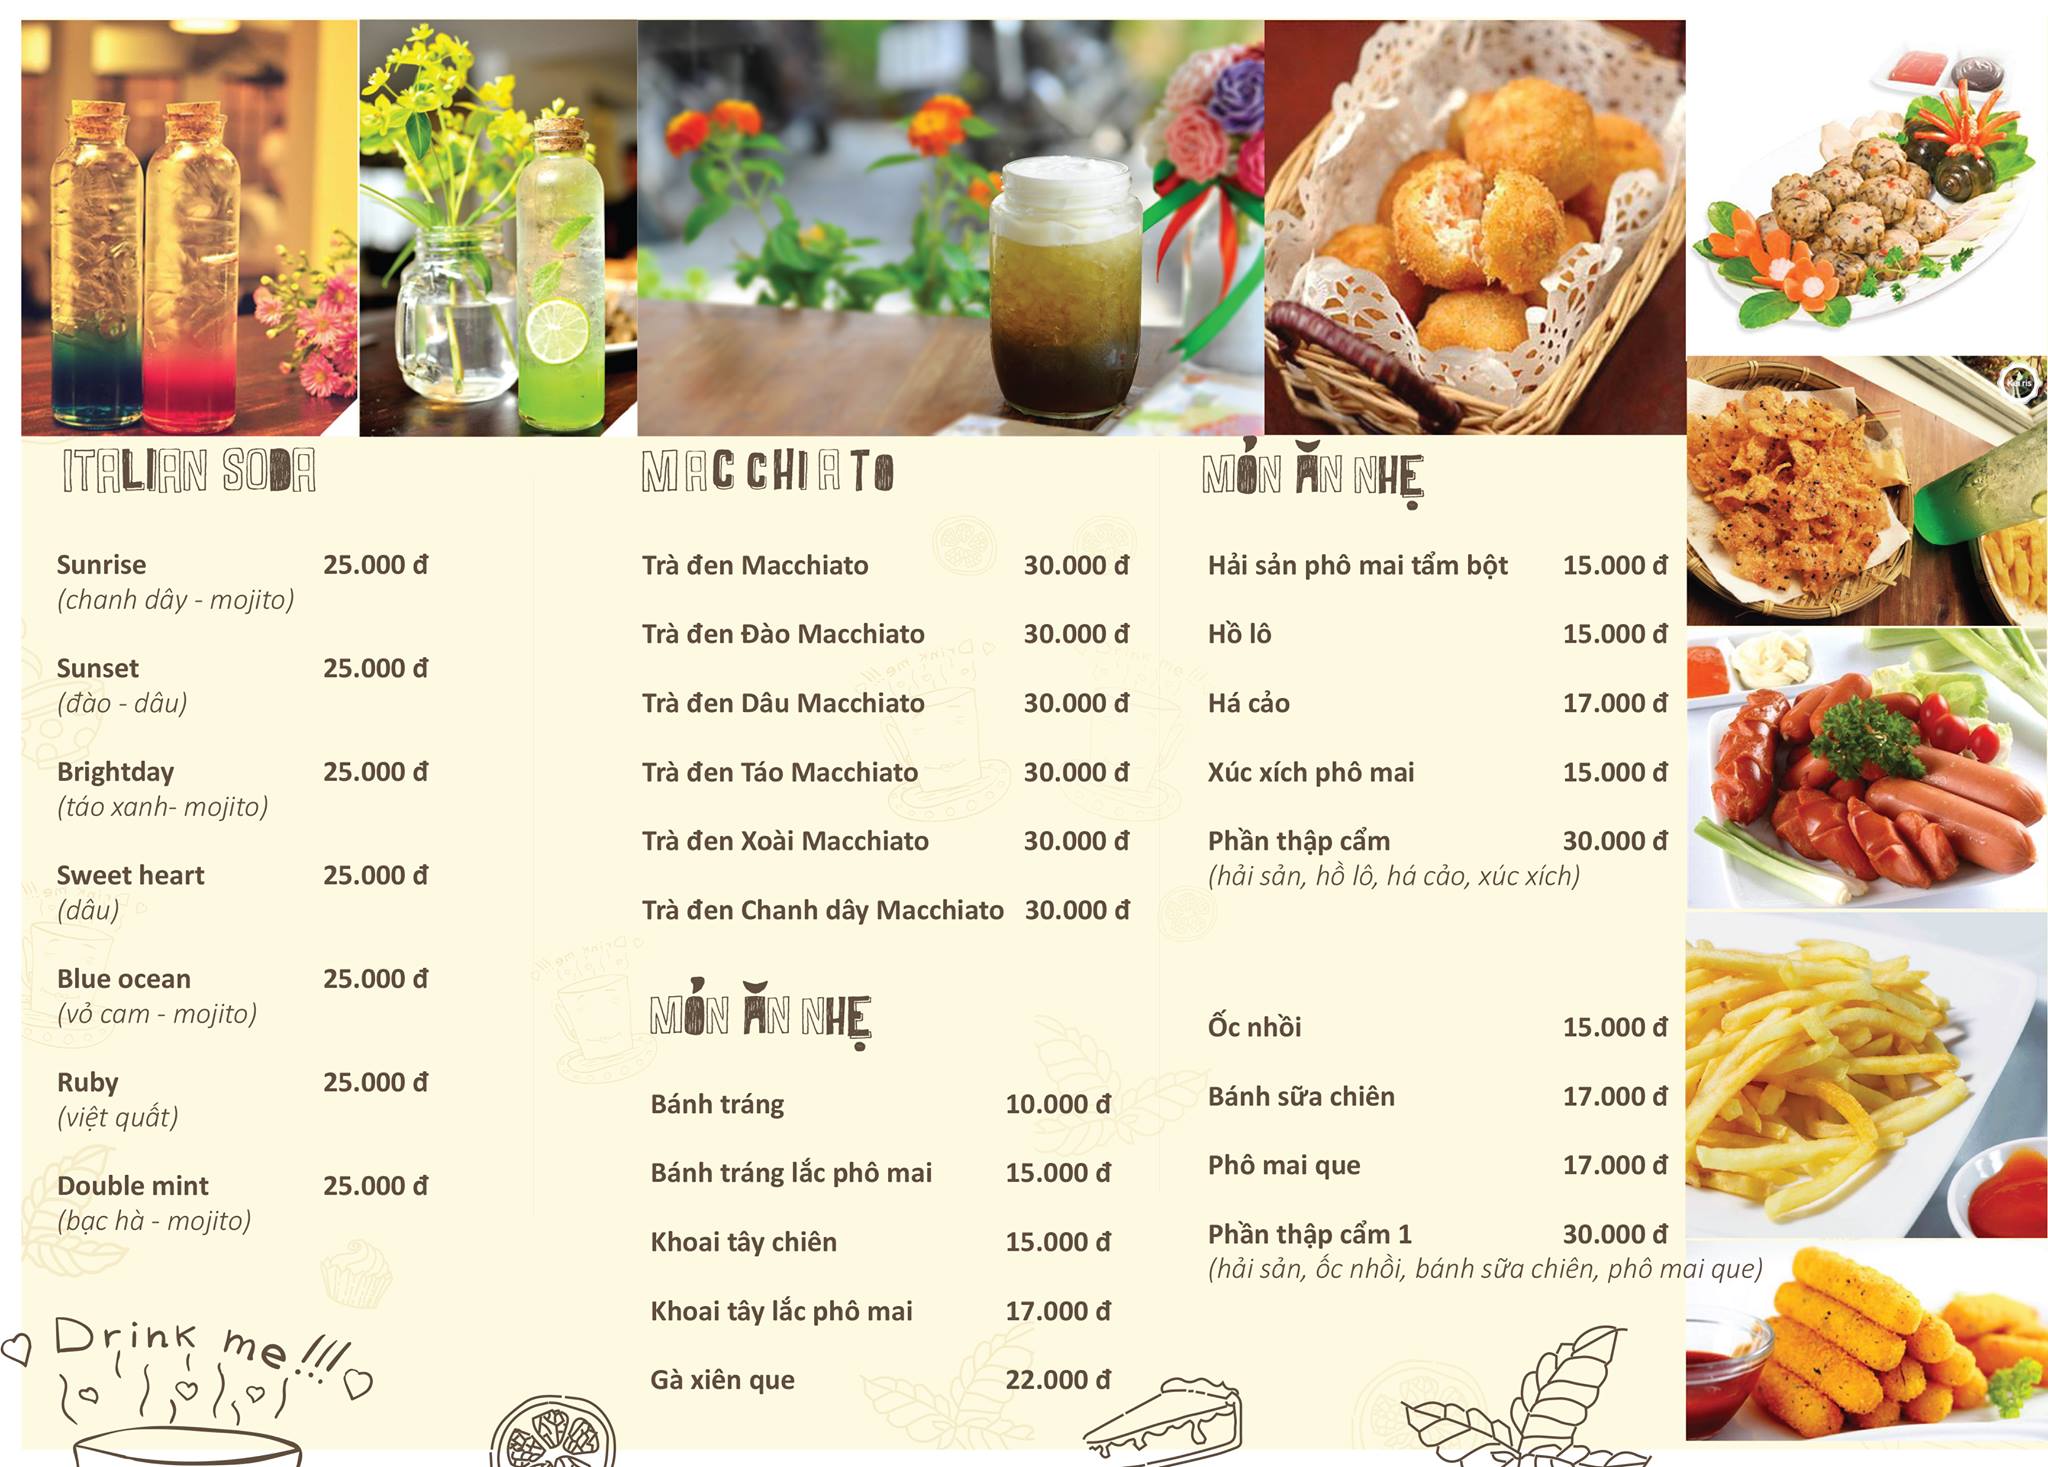 ITALIAN SODA
Sunrise 25.000 đ
(chanh dây - mojito)
Sunset 25.000 đ
(đào - dâu)
Brightday 25.000 đ
(táo xanh- mojito)
Sweet heart 25.000 đ
(dâu)
Blue ocean 25.000 đ
(vỏ cam - mojito)
Ruby 25.000 đ
(việt quất)
Double mint 25.000 đ
(bạc hà - mojito)
Drink me!!!
MACCHIATO
Trà đen Macchiato 30.000 đ
Trà đen Đào Macchiato 30.000 đ
Trà đen Dâu Macchiato 30.000 đ
Trà đen Táo Macchiato 30.000 đ
Trà đen Xoài Macchiato 30.000 đ
Trà đen Chanh dây Macchiato 30.000 đ
MÓN ĂN NHẸ
Bánh tráng 10.000 đ
Bánh tráng lắc phô mai 15.000 đ
Khoai tây chiên 15.000 đ
Khoai tây lắc phô mai 17.000 đ
Gà xiên que 22.000 đ
MÓN ĂN NHẸ
Hải sản phô mai tẩm bột 15.000 đ
Hồ lô 15.000 đ
Há cảo 17.000 đ
Xúc xích phô mai 15.000 đ
Phần thập cẩm 30.000 đ
(hải sản, hồ lô, há cảo, xúc xích)
Ốc nhồi 15.000 đ
Bánh sữa chiên 17.000 đ
Phô mai que 17.000 đ
Phần thập cẩm 1 30.000 đ
(hải sản, ốc nhồi, bánh sữa chiên, phô mai que)